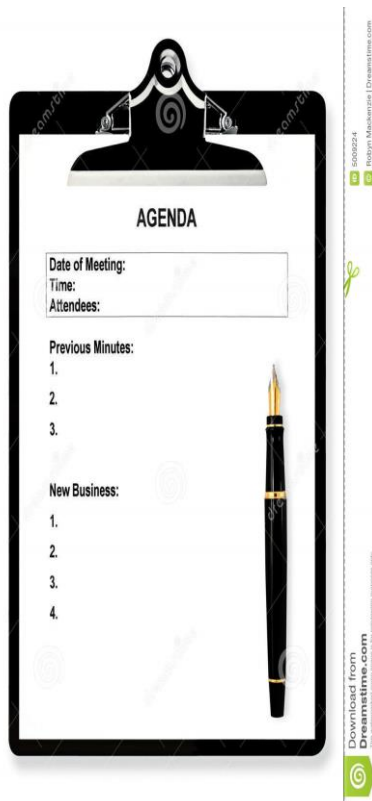 AGENDA
Date of Meeting:
Time:
Attendees:
Previous Minutes:
1.
2.
3.
New Business:
1.
2.
3.
4.
5009224
Robyn Mackenzie | Dreamstime.com
Download from
Dreamstime.com